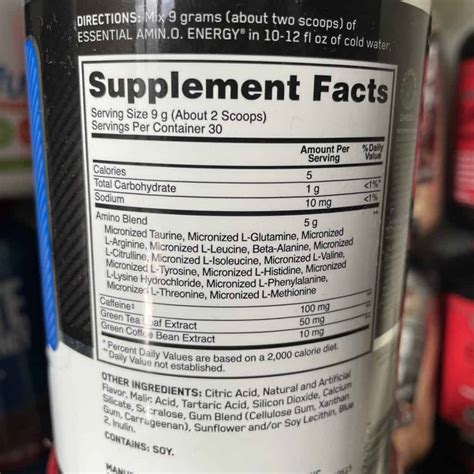 DIRECTIONS: Mix 9 grams (about two scoops) of
ESSENTIAL AMIN.O. ENERGY® in 10-12 fl oz of cold water.
Supplement Facts
Serving Size 9 g (About 2 Scoops)
Servings Per Container 30
Amount Per Serving %Daily Value
Calories 5
Total Carbohydrate 1 g <1%*
Sodium 10 mg <1%
Amino Blend 5 g **
Micronized Taurine, Micronized L-Glutamine, Micronized
L-Arginine, Micronized L-Leucine, Beta-Alanine, Micronized
L-Citrulline, Micronized L-Isoleucine, Micronized L-Valine,
Micronized L-Tyrosine, Micronized L-Histidine, Micronized
L-Lysine Hydrochloride, Micronized L-Phenylalanine,
Micronized L-Threonine, Micronized L-Methionine
Caffeine‡ 100 mg **
Green Tea Leaf Extract 50 mg **
Green Coffee Bean Extract 10 mg **
* Percent Daily Values are based on a 2,000 calorie diet.
**Daily Value not established.
OTHER INGREDIENTS: Citric Acid, Natural and Artificial
Flavor, Malic Acid, Tartaric Acid, Silicon Dioxide, Calcium
Silicate, Sucralose, Gum Blend (Cellulose Gum, Xanthan
Gum, Carrageenan), Sunflower and/or Soy Lecithin, Blue
2, Inulin.
CONTAINS: SOY.